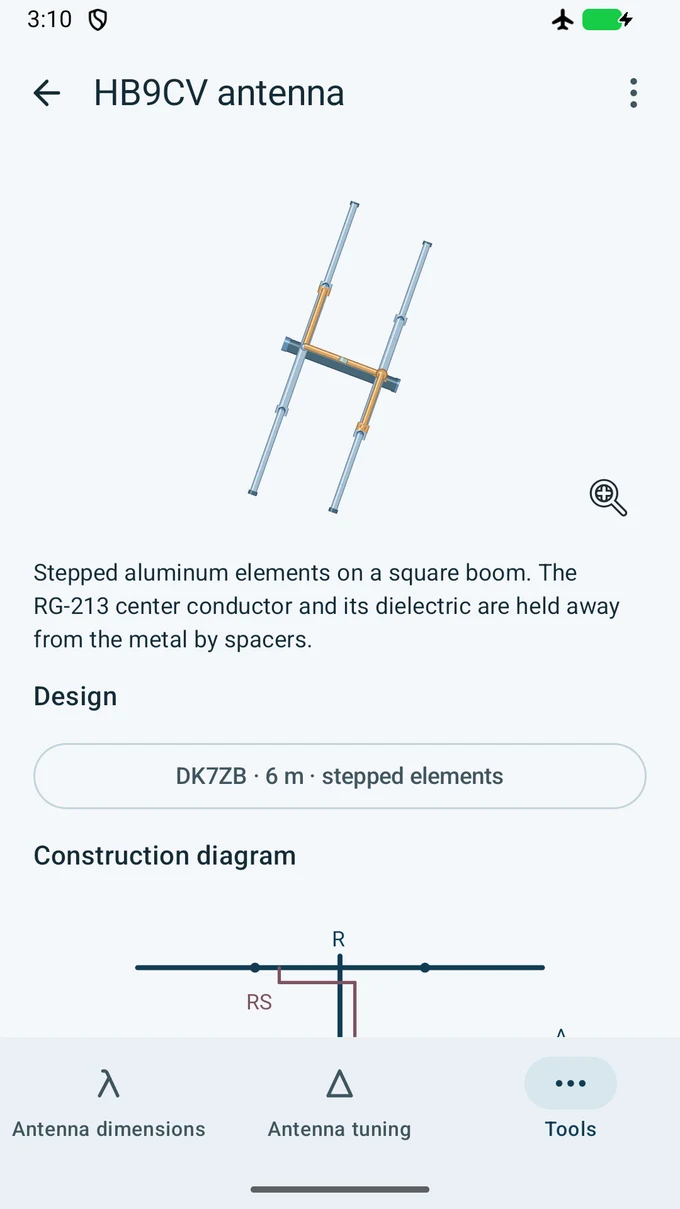 3:10
HB9CV antenna
Stepped aluminum elements on a square boom. The
RG-213 center conductor and its dielectric are held away
from the metal by spacers.
Design
DK7ZB · 6 m · stepped elements
Construction diagram
R
RS
λ
Δ
Antenna dimensions
Antenna tuning
Tools